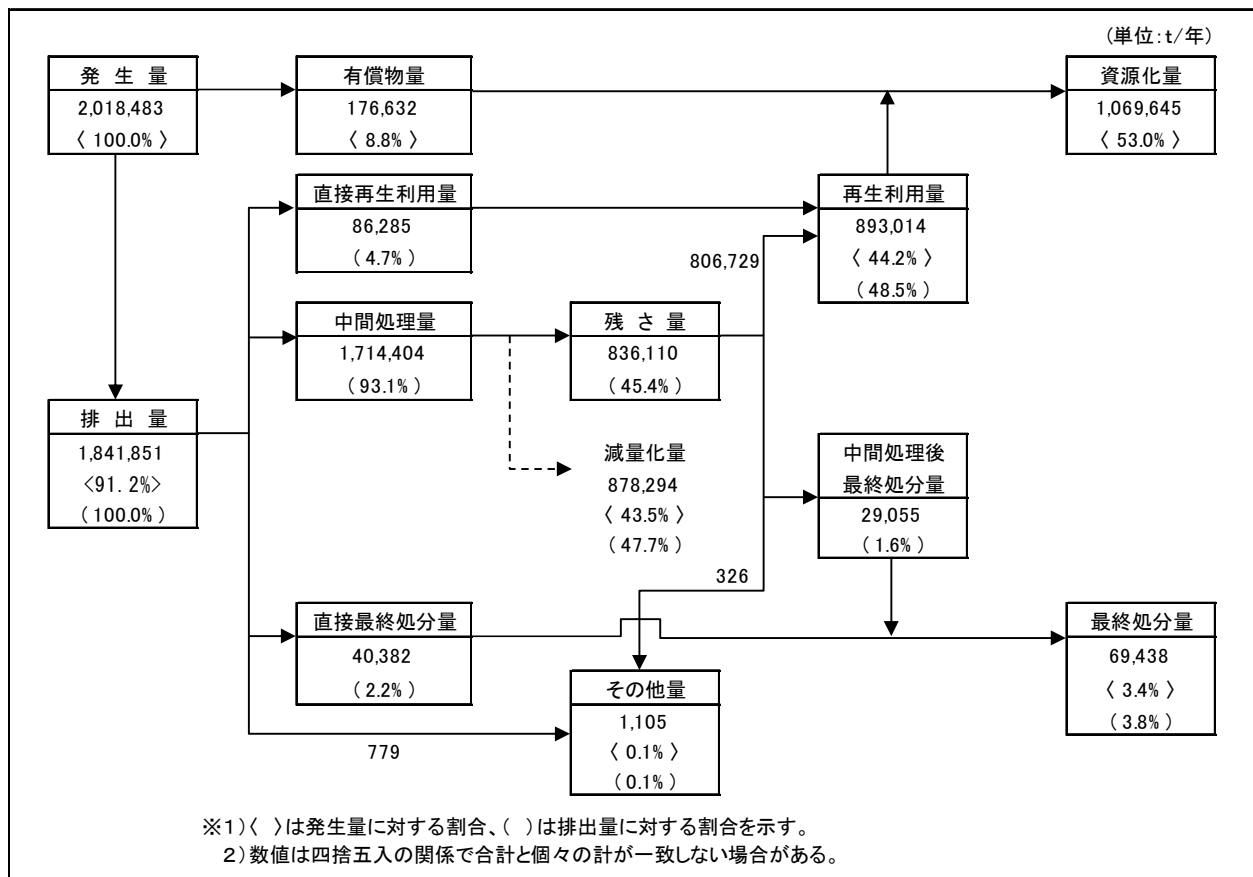 (単位:t/年)
発 生 量
2,018,483
〈 100.0% 〉
有償物量
176,632
〈 8.8% 〉
資源化量
1,069,645
〈 53.0% 〉
直接再生利用量
86,285
( 4.7% )
再生利用量
893,014
〈 44.2% 〉
( 48.5% )
806,729
中間処理量
1,714,404
( 93.1% )
残 さ 量
836,110
( 45.4% )
排 出 量
1,841,851
<91.2%>
( 100.0% )
減量化量
878,294
〈 43.5% 〉
( 47.7% )
中間処理後
最終処分量
29,055
( 1.6% )
326
直接最終処分量
40,382
( 2.2% )
最終処分量
69,438
〈 3.4% 〉
( 3.8% )
その他量
1,105
〈 0.1% 〉
( 0.1% )
779
※1)〈 〉は発生量に対する割合、( )は排出量に対する割合を示す。
2)数値は四捨五入の関係で合計と個々の計が一致しない場合がある。